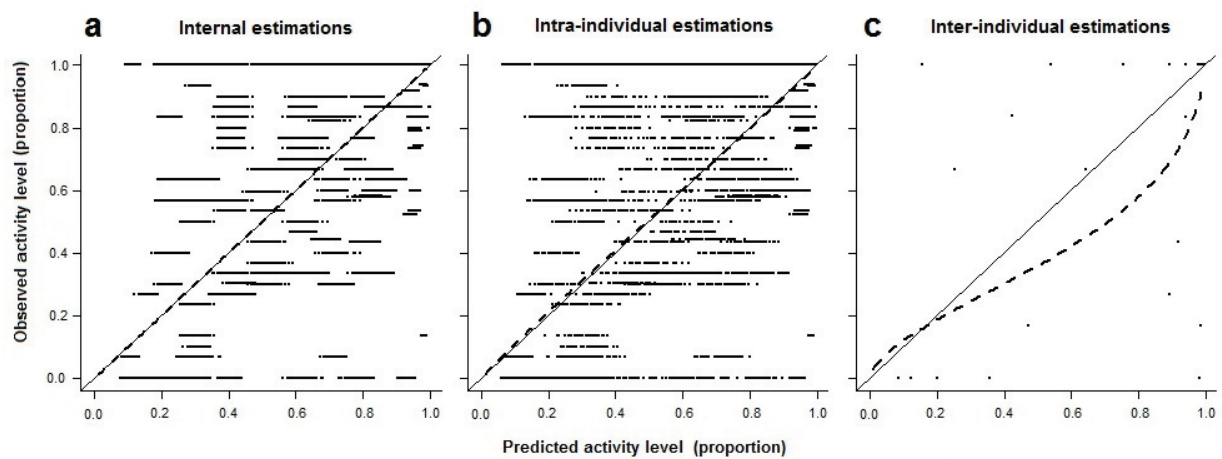 a Internal estimations
b Intra-individual estimations
c Inter-individual estimations
Observed activity level (proportion)
1.0
0.8
0.6
0.4
0.2
0.0
0.0 0.2 0.4 0.6 0.8 1.0
0.0 0.2 0.4 0.6 0.8 1.0
0.0 0.2 0.4 0.6 0.8 1.0
Predicted activity level (proportion)